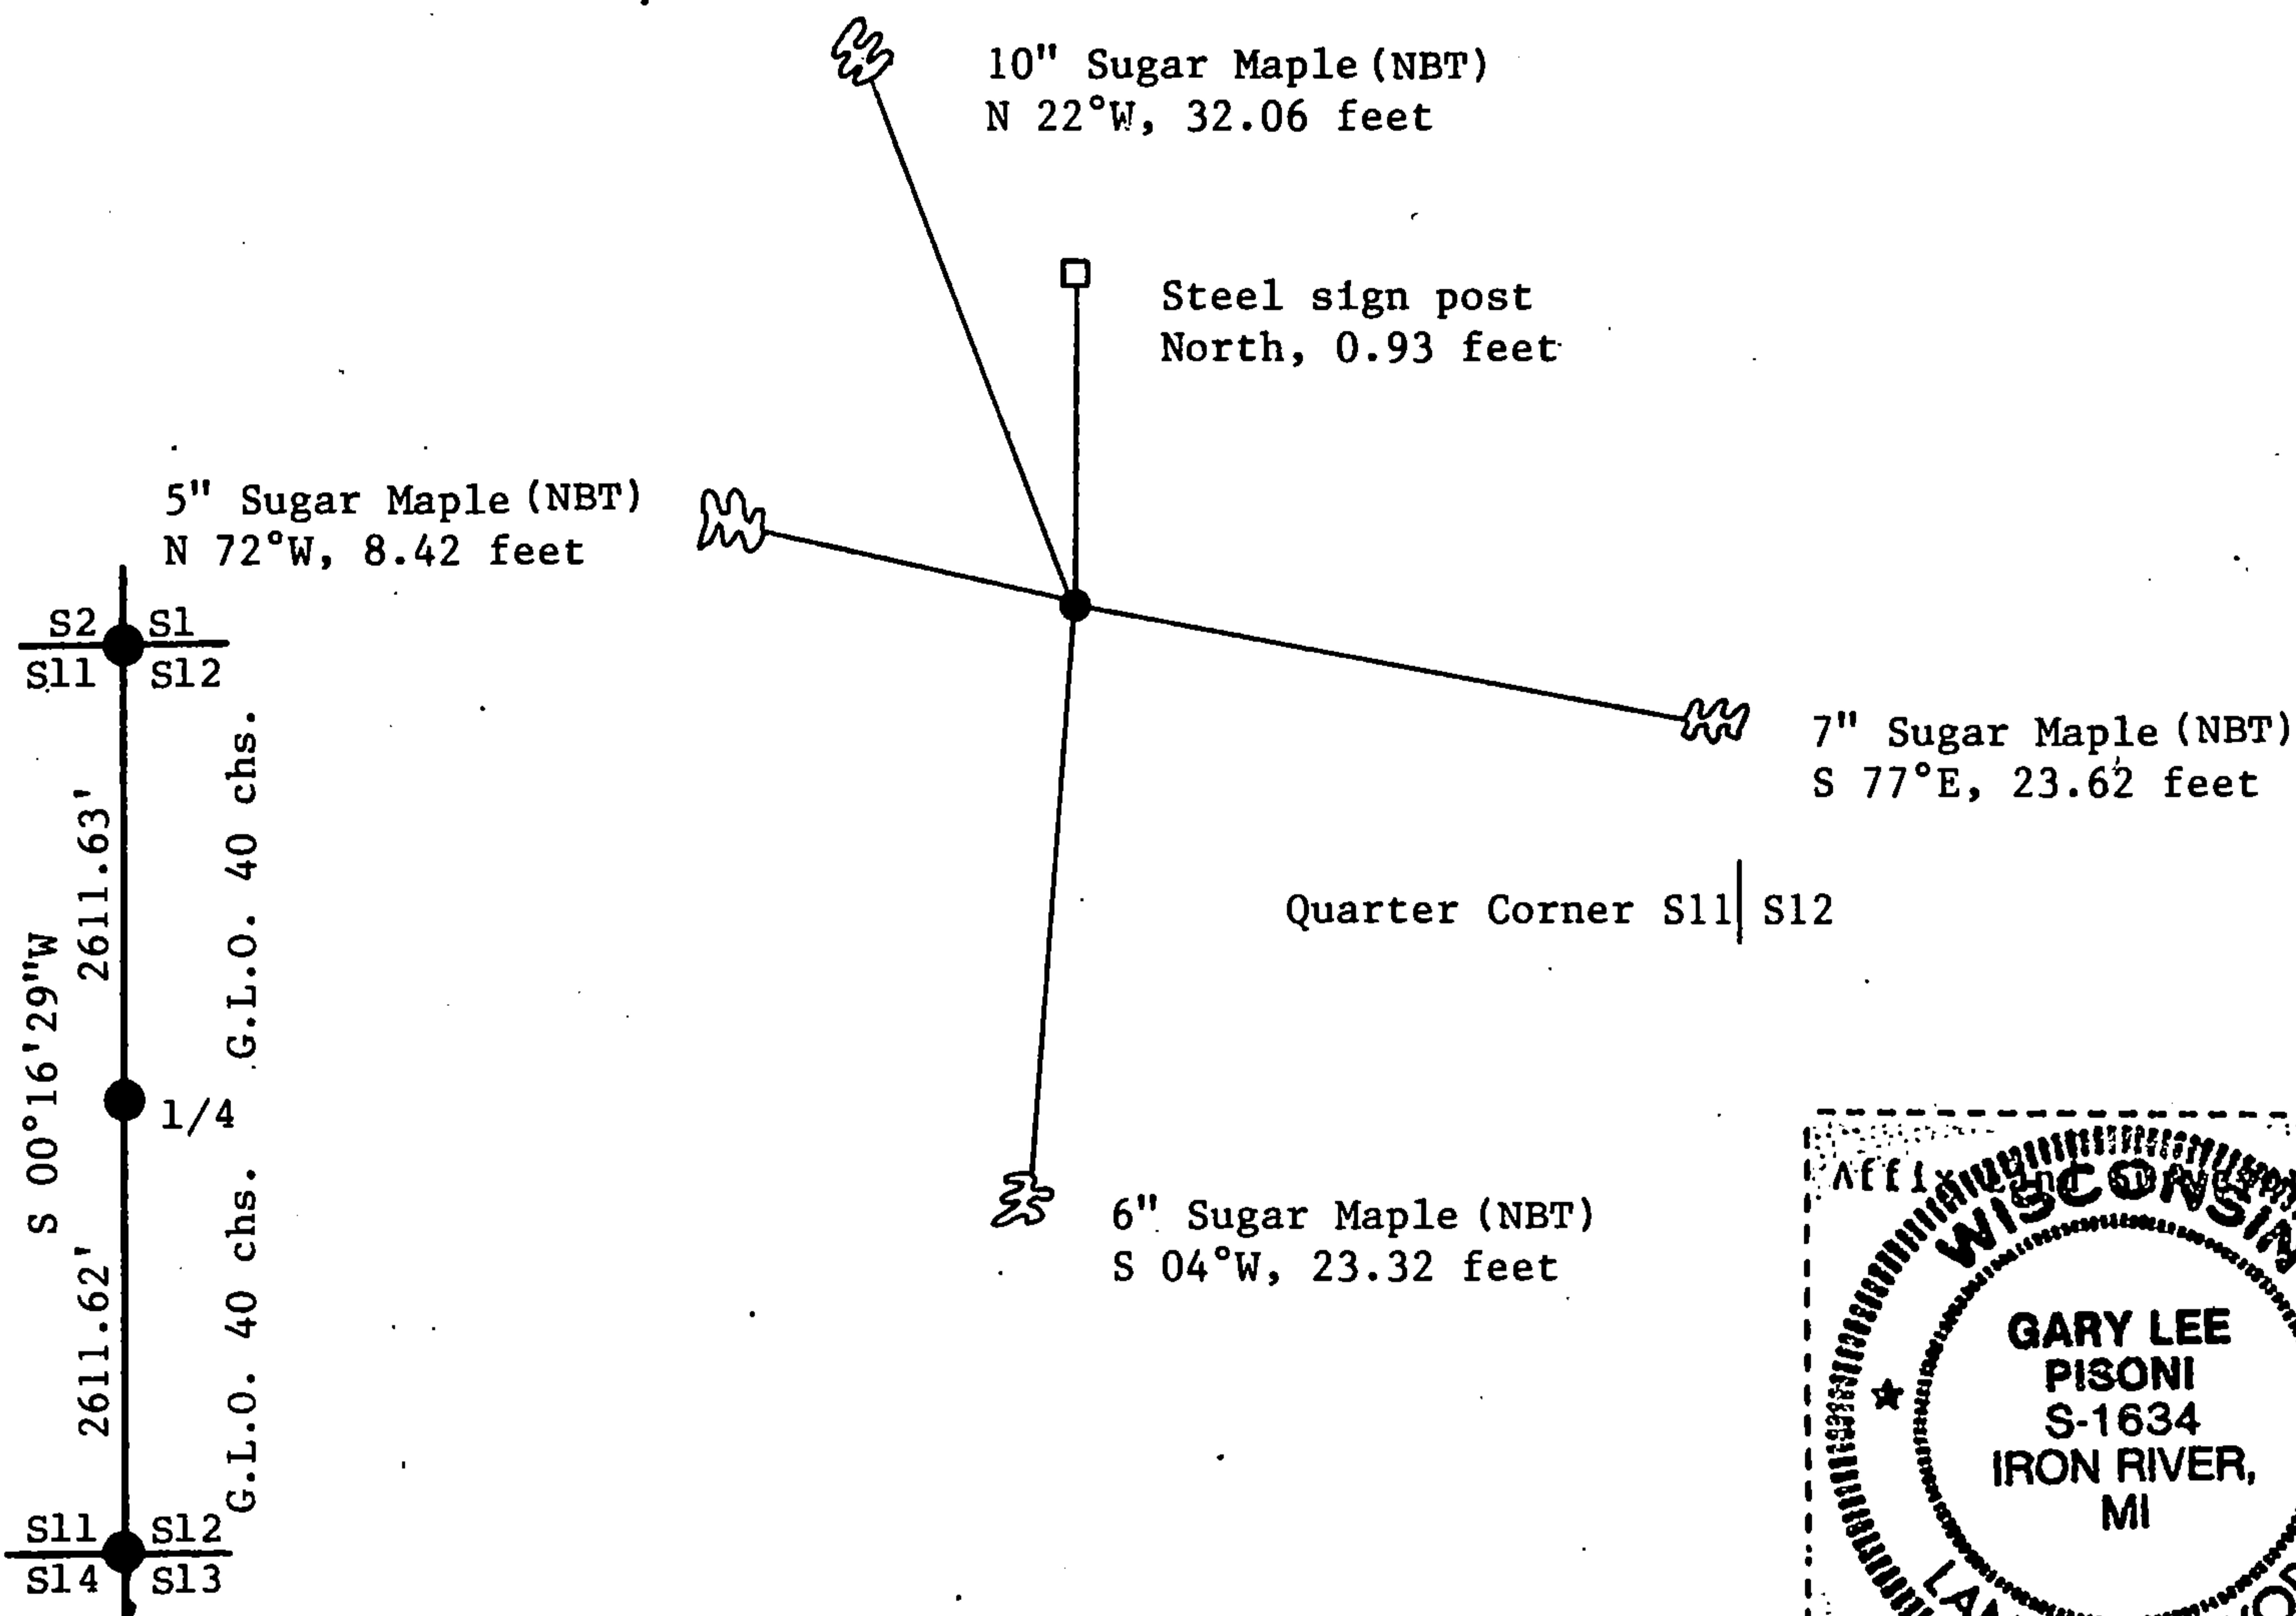 10" Sugar Maple (NBT)
N 22°W, 32.06 feet
Steel sign post
North, 0.93 feet
5" Sugar Maple (NBT)
N 72°W, 8.42 feet
S2 S1
S11 S12
7" Sugar Maple (NBT)
S 77°E, 23.62 feet
Quarter Corner S11 S12
S 00°16'29"W
2611.63'
G.L.O. 40 chs.
1/4
2611.62'
G.L.O. 40 chs.
6" Sugar Maple (NBT)
S 04°W, 23.32 feet
S11 S12
S14 S13
WISCONSIN
GARY LEE
PISONI
S-1634
IRON RIVER,
MI